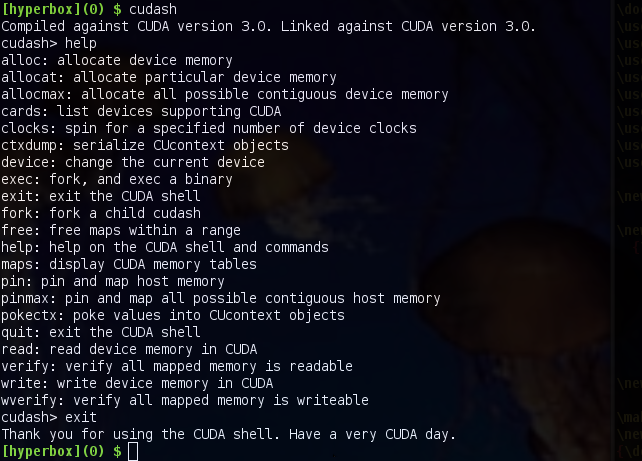 [hyperbox](0) $ cudash
Compiled against CUDA version 3.0. Linked against CUDA version 3.0.
cudash> help
alloc: allocate device memory
allocat: allocate particular device memory
allocmax: allocate all possible contiguous device memory
cards: list devices supporting CUDA
clocks: spin for a specified number of device clocks
ctxdump: serialize CUcontext objects
device: change the current device
exec: fork, and exec a binary
exit: exit the CUDA shell
fork: fork a child cudash
free: free maps within a range
help: help on the CUDA shell and commands
maps: display CUDA memory tables
pin: pin and map host memory
pinmax: pin and map all possible contiguous host memory
pokectx: poke values into CUcontext objects
quit: exit the CUDA shell
read: read device memory in CUDA
verify: verify all mapped memory is readable
write: write device memory in CUDA
wverify: verify all mapped memory is writeable
cudash> exit
Thank you for using the CUDA shell. Have a very CUDA day.
[hyperbox](0) $